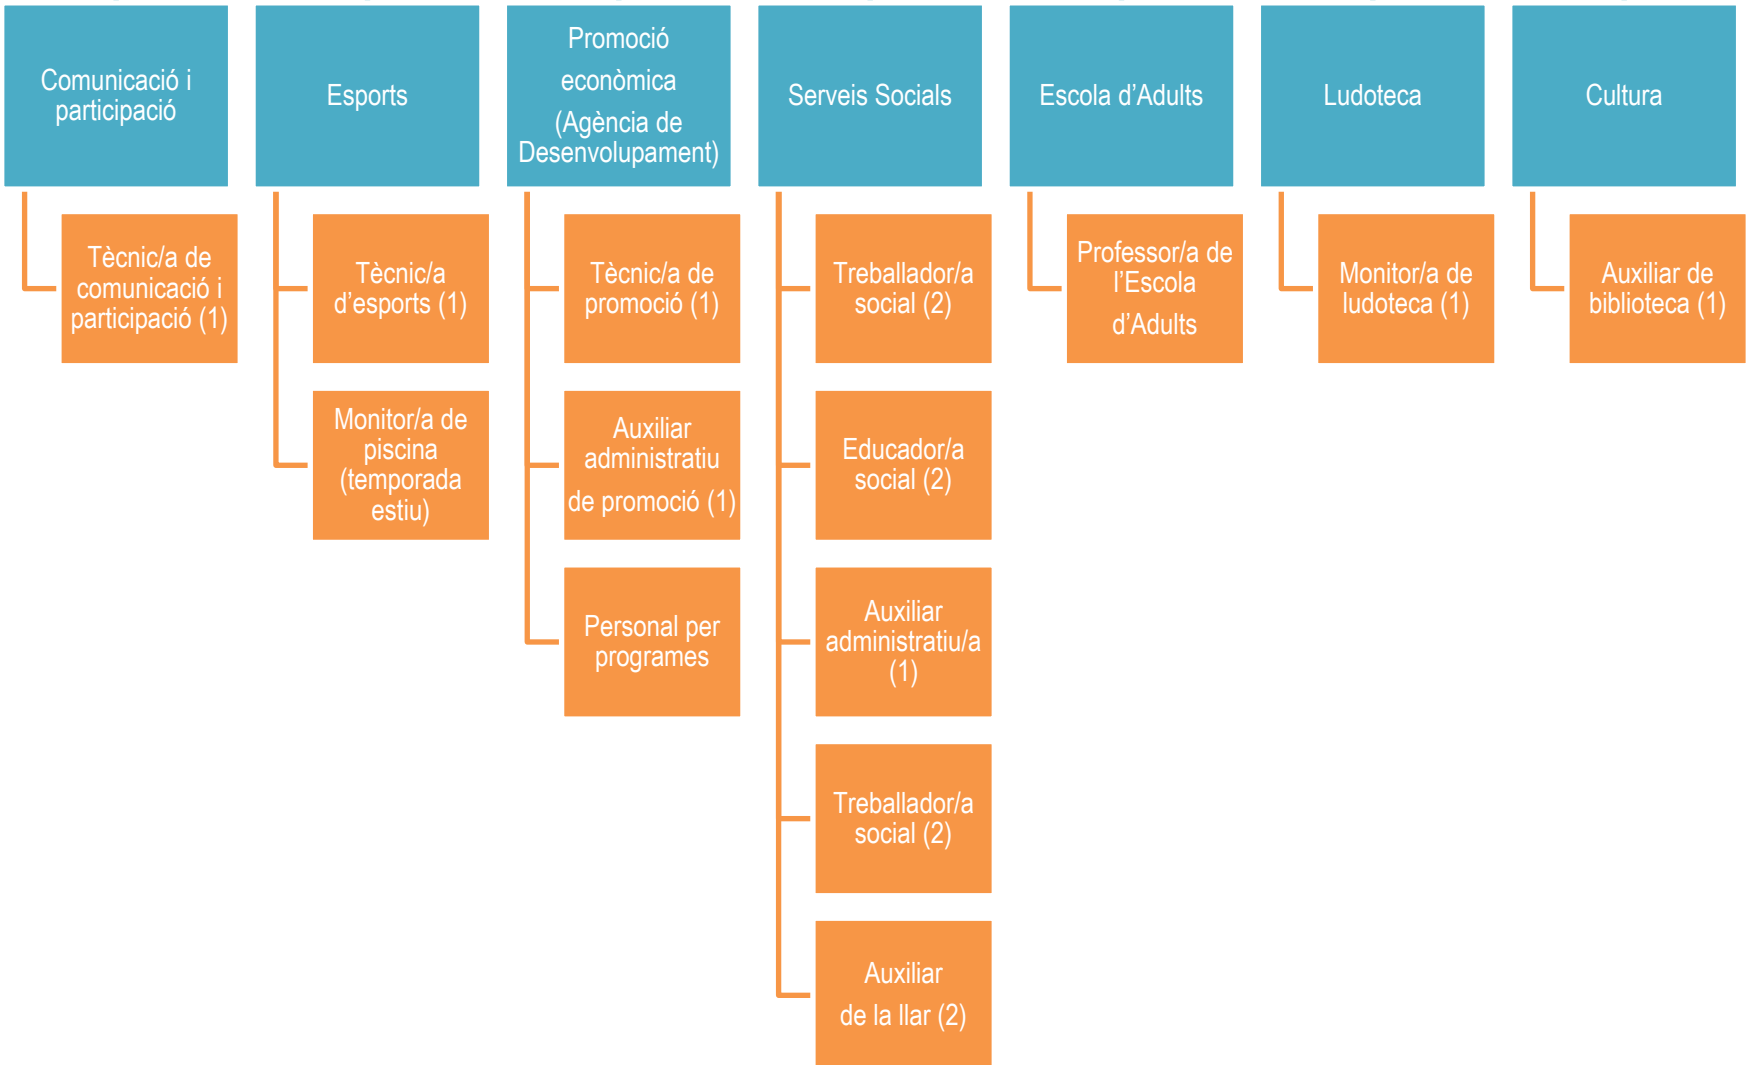 Comunicació i
participació
Esports
Promoció
econòmica
(Agència de
Desenvolupament)
Serveis Socials
Escola d’Adults
Ludoteca
Cultura
Tècnic/a de
comunicació i
participació (1)
Tècnic/a
d’esports (1)
Tècnic/a de
promoció (1)
Treballador/a
social (2)
Professor/a de
l’Escola
d’Adults
Monitor/a de
ludoteca (1)
Auxiliar de
biblioteca (1)
Monitor/a de
piscina
(temporada
estiu)
Auxiliar
administratiu
de promoció (1)
Educador/a
social (2)
Personal per
programes
Auxiliar
administratiu/a
(1)
Treballador/a
social (2)
Auxiliar
de la llar (2)